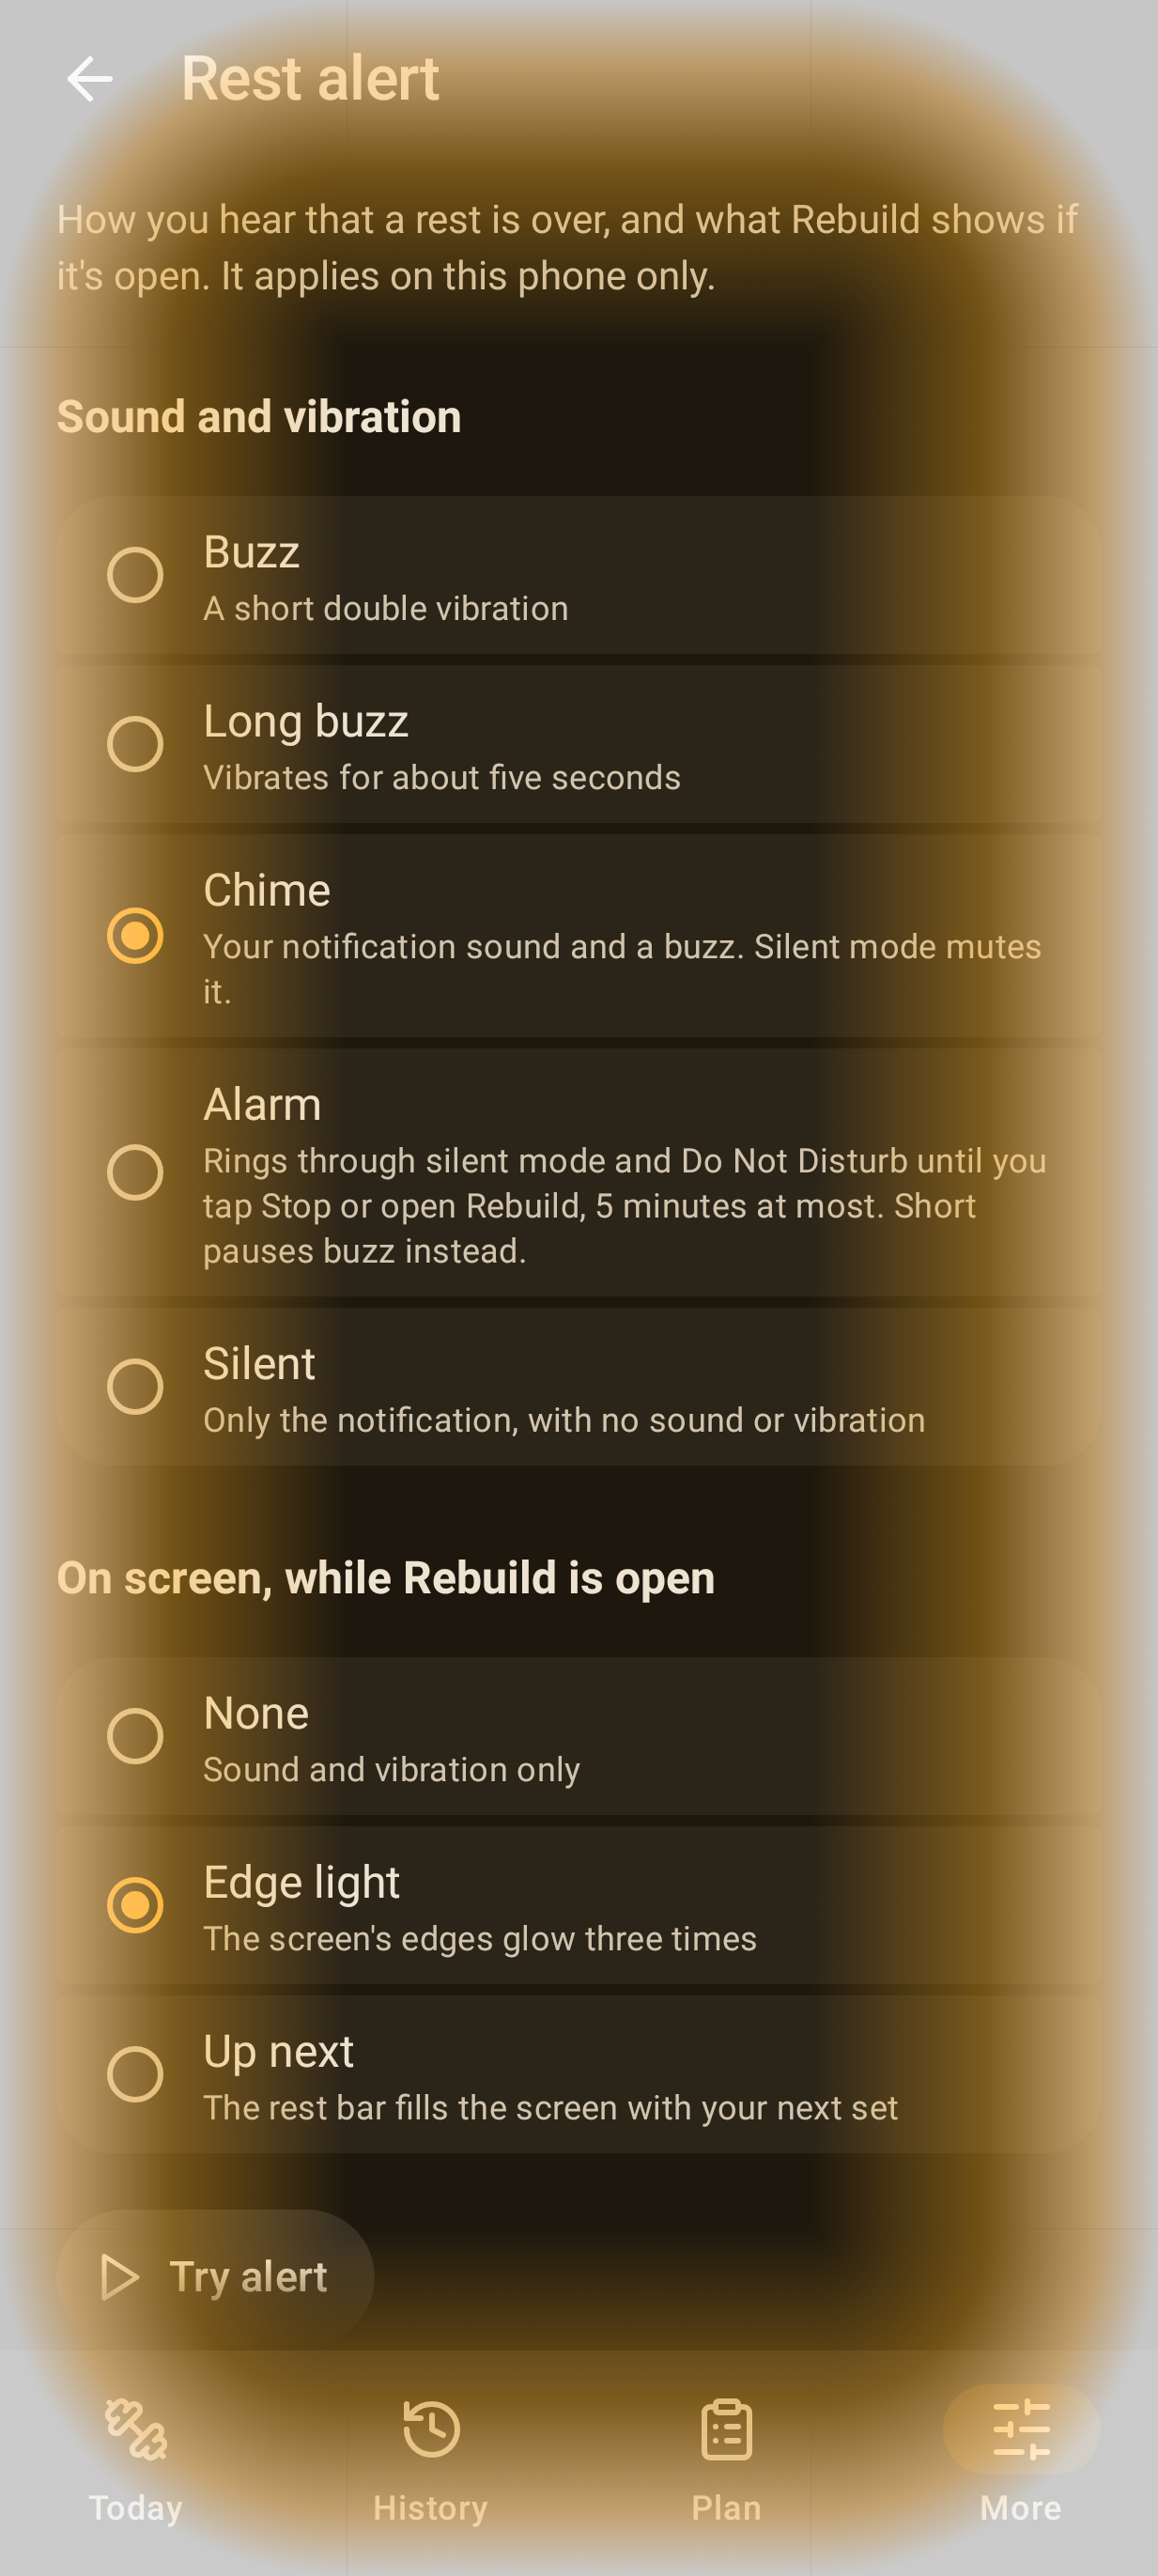 Rest alert
How you hear that a rest is over, and what Rebuild shows if
it's open. It applies on this phone only.
Sound and vibration
Buzz
A short double vibration
Long buzz
Vibrates for about five seconds
Chime
Your notification sound and a buzz. Silent mode mutes
it.
Alarm
Rings through silent mode and Do Not Disturb until you
tap Stop or open Rebuild, 5 minutes at most. Short
pauses buzz instead.
Silent
Only the notification, with no sound or vibration
On screen, while Rebuild is open
None
Sound and vibration only
Edge light
The screen's edges glow three times
Up next
The rest bar fills the screen with your next set
Try alert
Today History Plan More